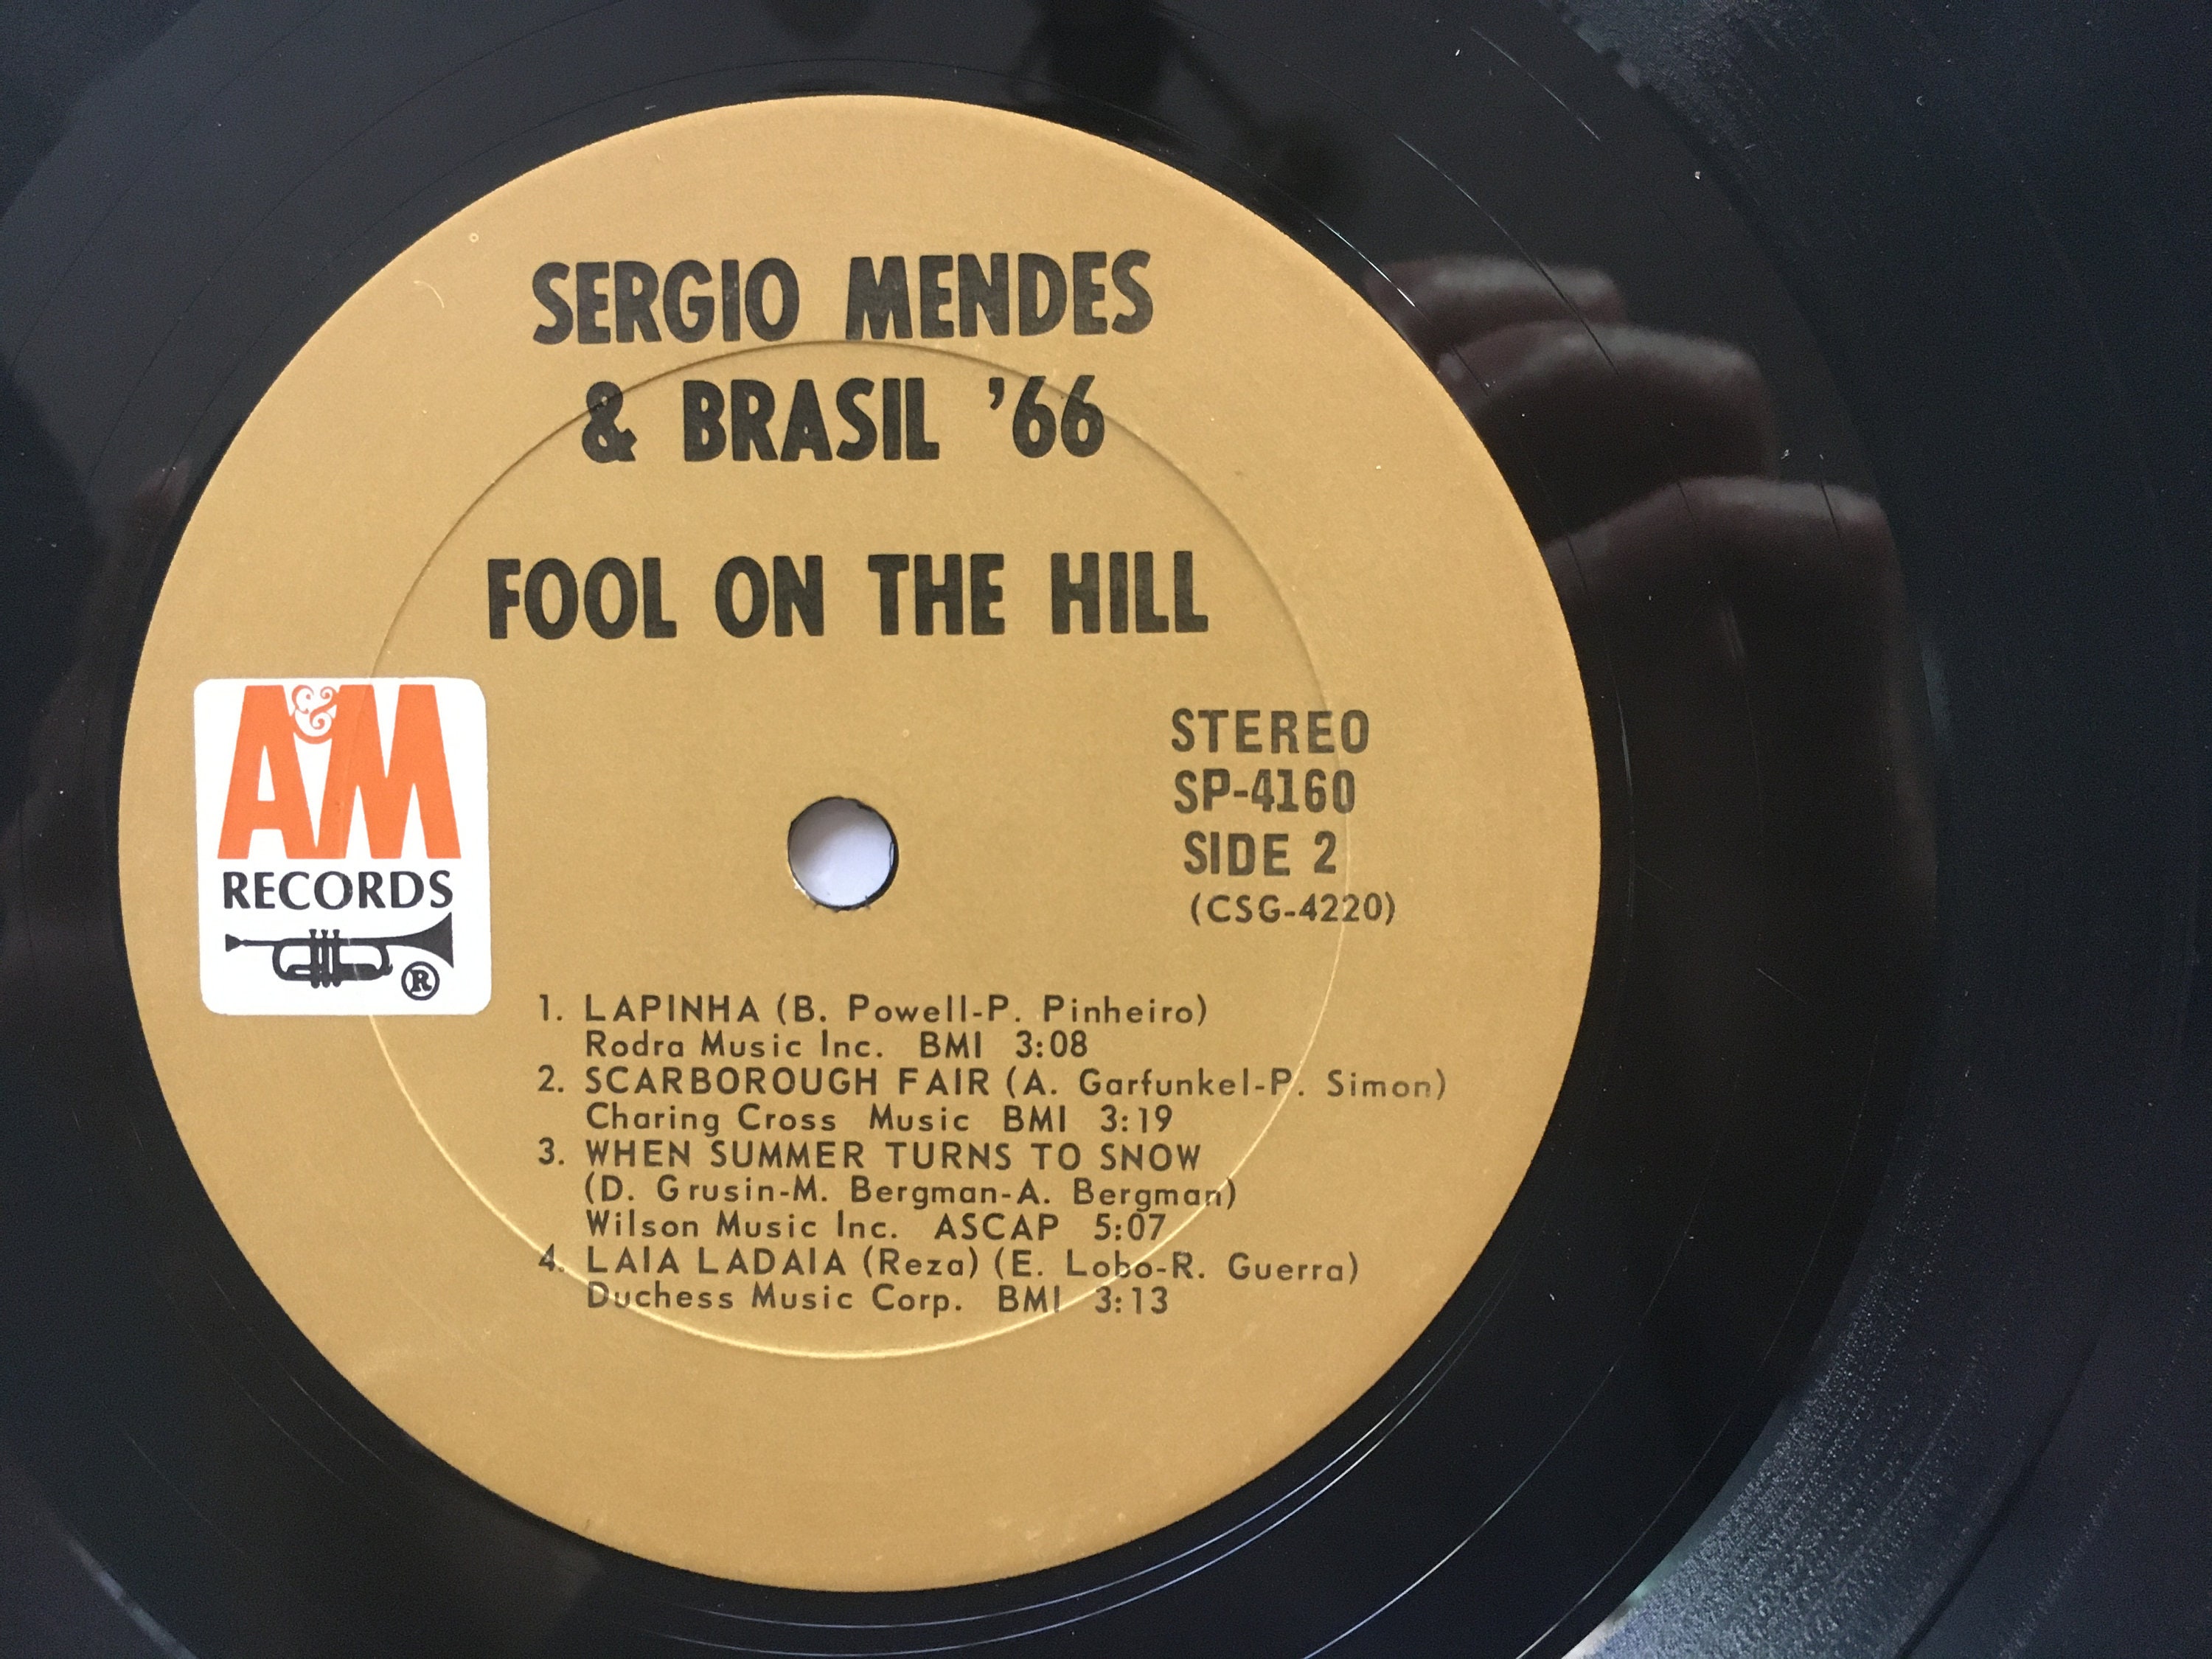 SERGIO MENDES
& BRASIL '66
FOOL ON THE HILL
A&M
RECORDS
®
STEREO
SP-4160
SIDE 2
(CSG-4220)
1. LAPINHA (B. Powell-P. Pinheiro)
Rodra Music Inc. BMI 3:08
2. SCARBOROUGH FAIR (A. Garfunkel-P. Simon)
Charing Cross Music BMI 3:19
3. WHEN SUMMER TURNS TO SNOW
(D. Grusin-M. Bergman-A. Bergman)
Wilson Music Inc. ASCAP 5:07
4. LAIA LADAIA (Reza) (E. Lobo-R. Guerra)
Duchess Music Corp. BMI 3:13